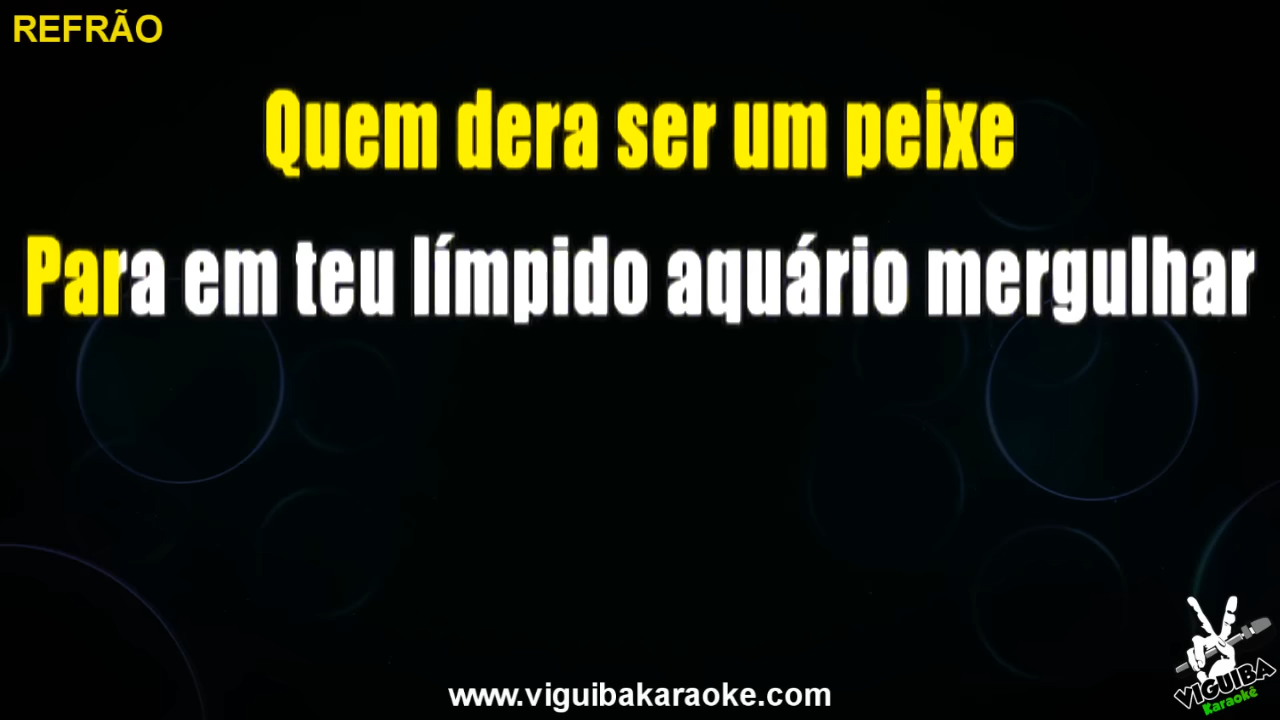 REFRÃO
Quem dera ser um peixe
Para em teu límpido aquário mergulhar
www.viguibakaraoke.com
VIGUIBA
Karaokê